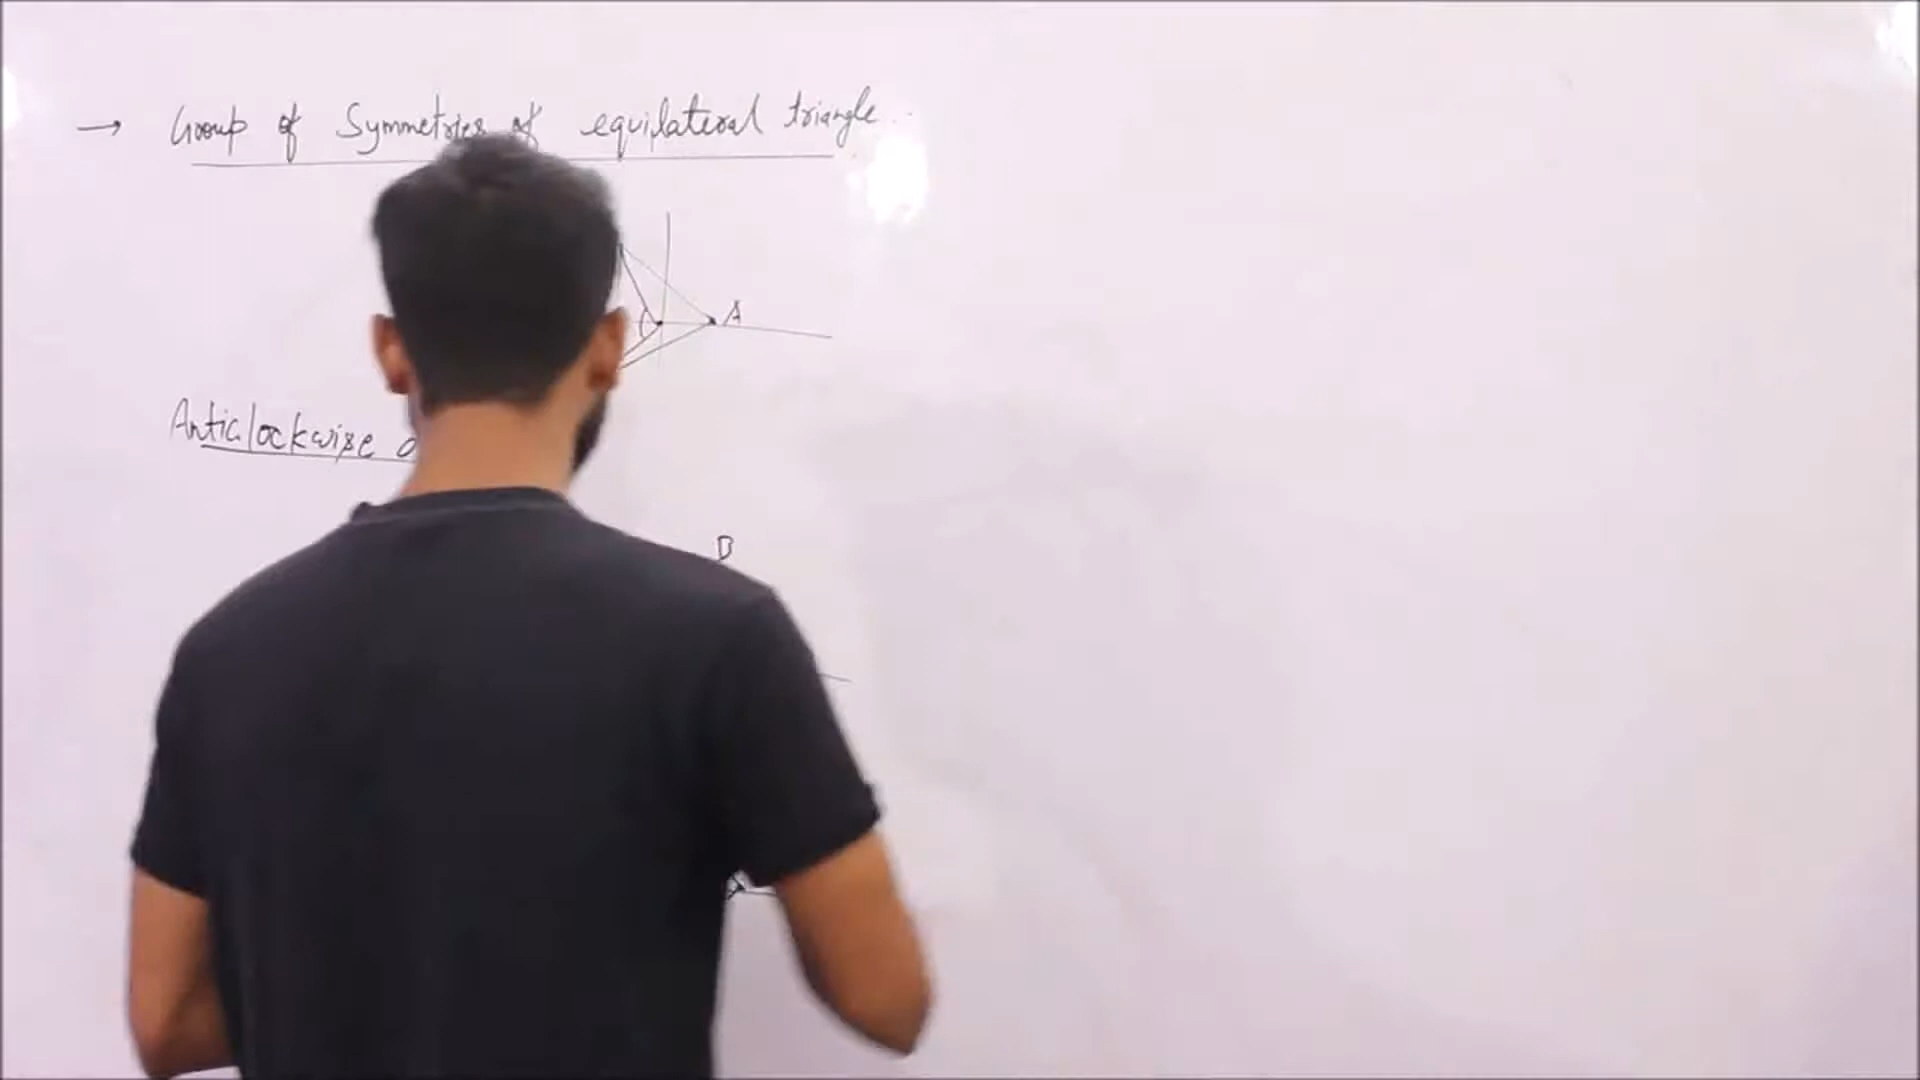 → Group of Symmetries of equilateral triangle..
A
Anticlockwise
B